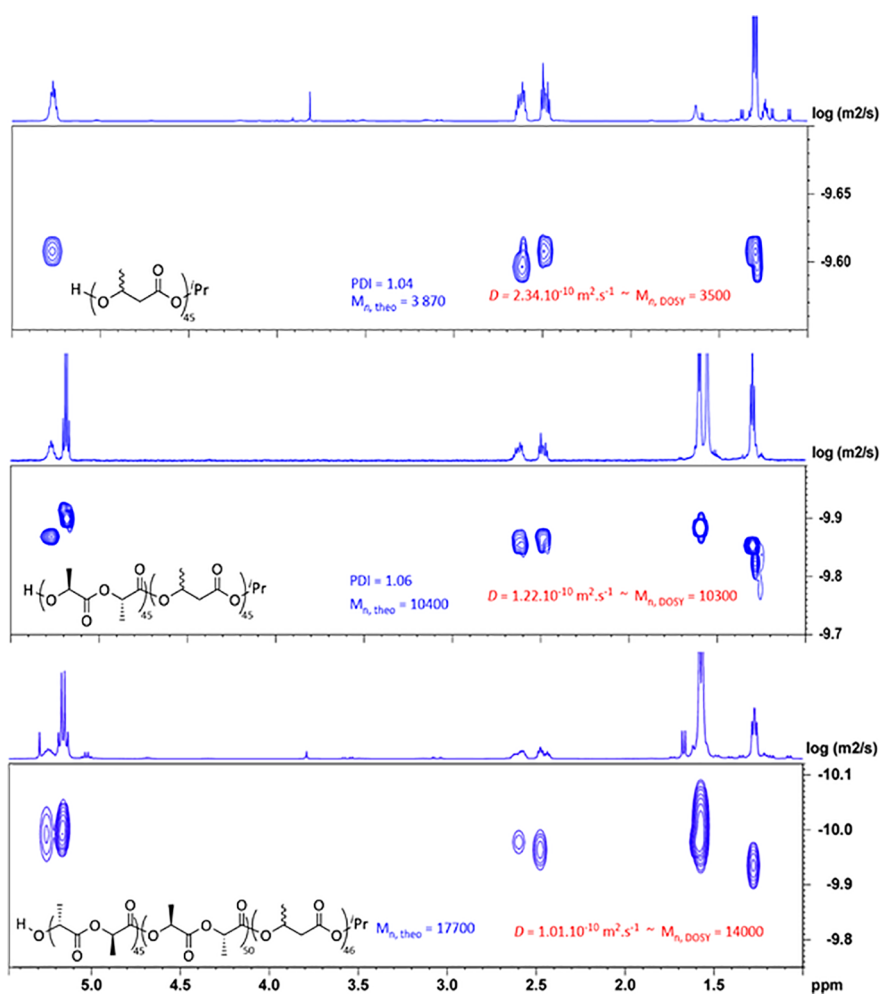 log (m2/s)
-9.65
-9.60
H O O O iPr
45
PDI = 1.04
Mn, theo = 3 870
D = 2.34.10-10 m2.s-1 ~ Mn, DOSY = 3500
log (m2/s)
-9.9
-9.8
-9.7
H O O O O O O iPr
45 45
PDI = 1.06
Mn, theo = 10400
D = 1.22.10-10 m2.s-1 ~ Mn, DOSY = 10300
log (m2/s)
-10.1
-10.0
-9.9
-9.8
H O O O O O O O O O O O iPr
45 50 46
Mn, theo = 17700
D = 1.01.10-10 m2.s-1 ~ Mn, DOSY = 14000
5.0 4.5 4.0 3.5 3.0 2.5 2.0 1.5 ppm